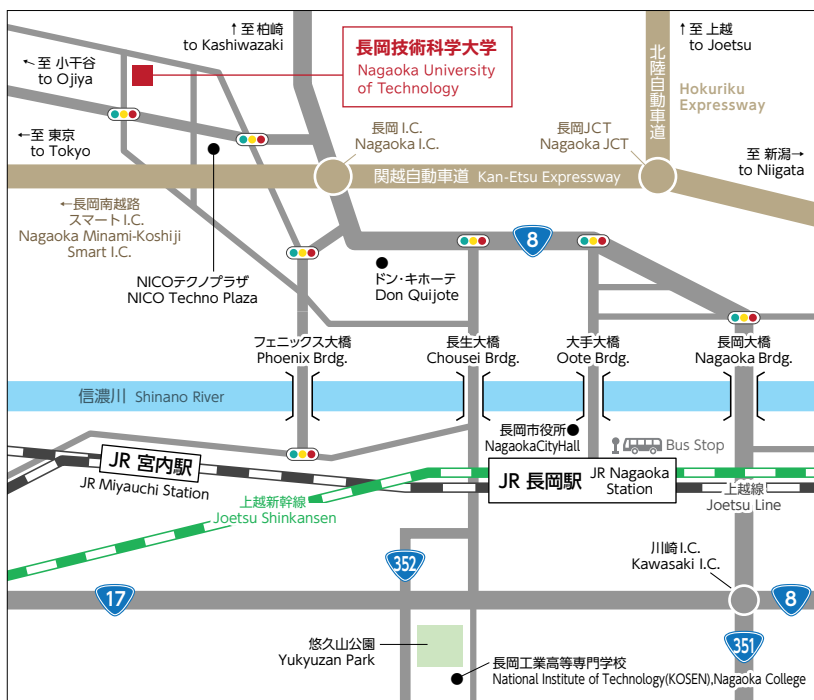 ↑至 柏崎
to Kashiwazaki
長岡技術科学大学
Nagaoka University
of Technology
↑至 上越
to Joetsu
北陸自動車道
Hokuriku
Expressway
↖至 小千谷
to Ojiya
←至 東京
to Tokyo
長岡 I.C.
Nagaoka I.C.
長岡JCT
Nagaoka JCT
至 新潟→
to Niigata
関越自動車道 Kan-Etsu Expressway
←長岡南越路
スマート I.C.
Nagaoka Minami-Koshiji
Smart I.C.
8
NICOテクノプラザ
NICO Techno Plaza
ドン・キホーテ
Don Quijote
フェニックス大橋
Phoenix Brdg.
長生大橋
Chousei Brdg.
大手大橋
Oote Brdg.
長岡大橋
Nagaoka Brdg.
信濃川 Shinano River
長岡市役所
NagaokaCityHall
Bus Stop
JR 宮内駅
JR Miyauchi Station
JR 長岡駅
JR Nagaoka
Station
上越新幹線
Joetsu Shinkansen
上越線
Joetsu Line
352
川崎 I.C.
Kawasaki I.C.
17
8
351
悠久山公園
Yukyuzan Park
長岡工業高等専門学校
National Institute of Technology(KOSEN),Nagaoka College